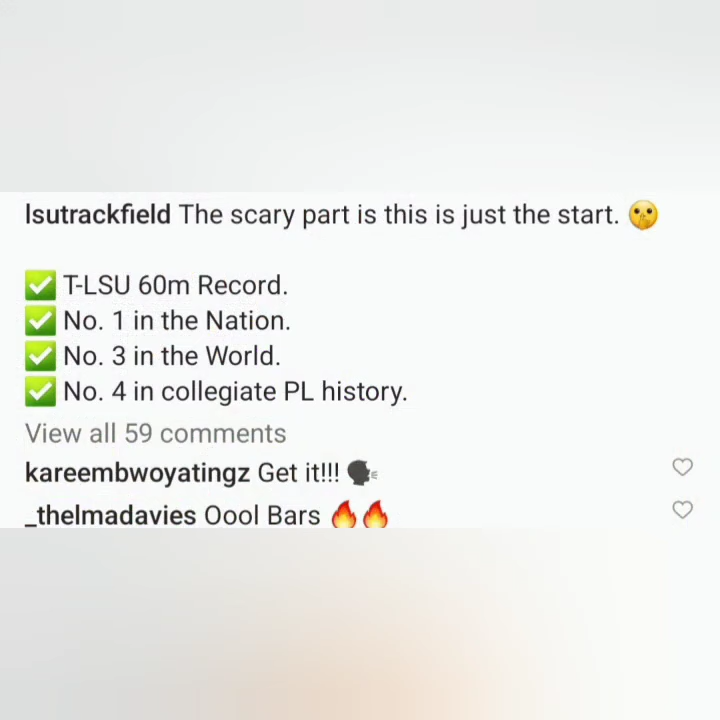 lsutrackfield The scary part is this is just the start. 🤫
✅ T-LSU 60m Record.
✅ No. 1 in the Nation.
✅ No. 3 in the World.
✅ No. 4 in collegiate PL history.
View all 59 comments
kareembwoyatingz Get it!!! 🗣
_thelmadavies Oool Bars 🔥🔥